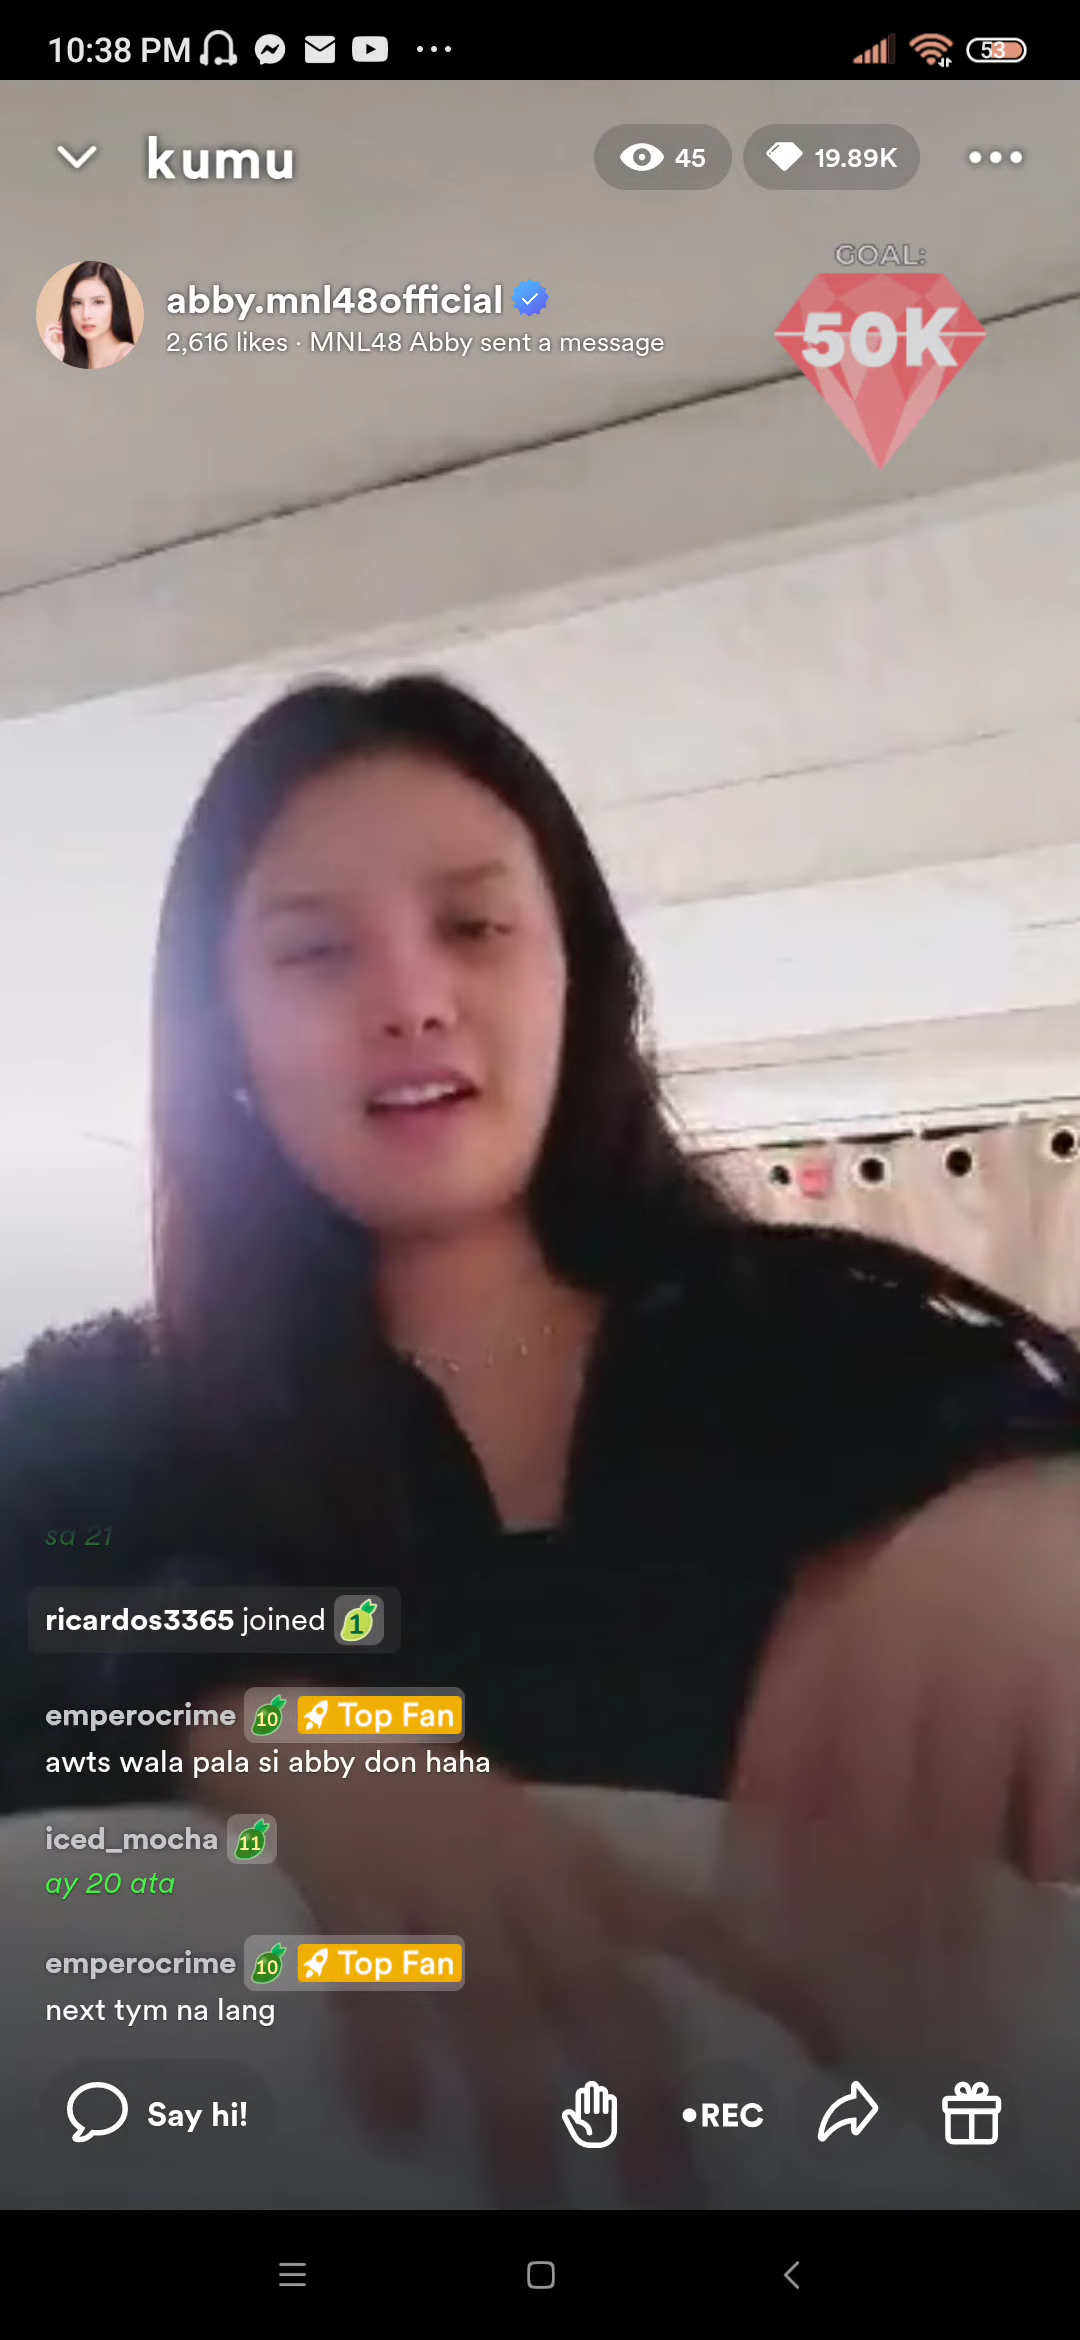 10:38 PM
53
kumu
45
19.89K
GOAL:
50K
abby.mnl48official
2,616 likes · MNL48 Abby sent a message
sa 21
ricardos3365 joined 1
emperocrime 10 Top Fan
awts wala pala si abby don haha
iced_mocha 11
ay 20 ata
emperocrime 10 Top Fan
next tym na lang
Say hi!
•REC